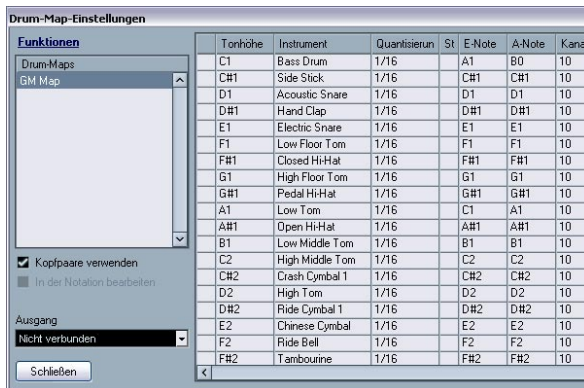 Drum-Map-Einstellungen
Funktionen
Drum-Maps
GM Map
Kopfpaare verwenden
In der Notation bearbeiten
Ausgang
Nicht verbunden
Schließen
Tonhöhe Instrument Quantisierun St E-Note A-Note Kana
C1 Bass Drum 1/16 A1 B0 10
C#1 Side Stick 1/16 C#1 C#1 10
D1 Acoustic Snare 1/16 D1 D1 10
D#1 Hand Clap 1/16 D#1 D#1 10
E1 Electric Snare 1/16 E1 E1 10
F1 Low Floor Tom 1/16 F1 F1 10
F#1 Closed Hi-Hat 1/16 F#1 F#1 10
G1 High Floor Tom 1/16 G1 G1 10
G#1 Pedal Hi-Hat 1/16 G#1 G#1 10
A1 Low Tom 1/16 C1 A1 10
A#1 Open Hi-Hat 1/16 A#1 A#1 10
B1 Low Middle Tom 1/16 B1 B1 10
C2 High Middle Tom 1/16 C2 C2 10
C#2 Crash Cymbal 1 1/16 C#2 C#2 10
D2 High Tom 1/16 D2 D2 10
D#2 Ride Cymbal 1 1/16 D#2 D#2 10
E2 Chinese Cymbal 1/16 E2 E2 10
F2 Ride Bell 1/16 F2 F2 10
F#2 Tambourine 1/16 F#2 F#2 10